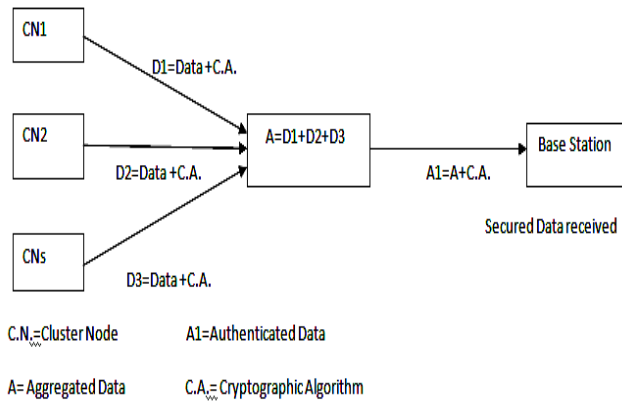 CN1
D1=Data+C.A.
CN2
A=D1+D2+D3
Base Station
D2=Data+C.A.
A1=A+C.A.
CNs
Secured Data received
D3=Data+C.A.
C.N.=Cluster Node
A1=Authenticated Data
A= Aggregated Data
C.A.= Cryptographic Algorithm